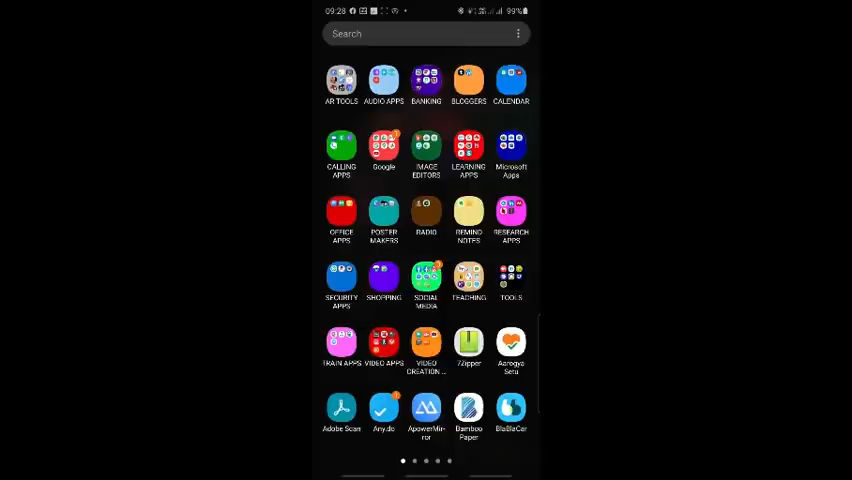 09:28
99%
Search
AR TOOLS AUDIO APPS BANKING BLOGGERS CALENDAR
CALLING APPS Google IMAGE EDITORS LEARNING APPS Microsoft Apps
OFFICE APPS POSTER MAKERS RADIO REMIND NOTES RESEARCH APPS
SECURITY APPS SHOPPING SOCIAL MEDIA TEACHING TOOLS
TRAIN APPS VIDEO APPS VIDEO CREATION ... 7Zipper Aarogya Setu
Adobe Scan Any.do ApowerMir-ror Bamboo Paper BlaBlaCar